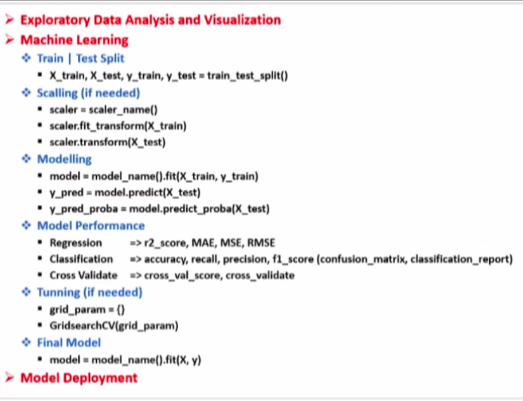 Exploratory Data Analysis and Visualization
Machine Learning
Train | Test Split
X_train, X_test, y_train, y_test = train_test_split()
Scalling (if needed)
scaler = scaler_name()
scaler.fit_transform(X_train)
scaler.transform(X_test)
Modelling
model = model_name().fit(X_train, y_train)
y_pred = model.predict(X_test)
y_pred_proba = model.predict_proba(X_test)
Model Performance
Regression => r2_score, MAE, MSE, RMSE
Classification => accuracy, recall, precision, f1_score (confusion_matrix, classification_report)
Cross Validate => cross_val_score, cross_validate
Tunning (if needed)
grid_param = {}
GridsearchCV(grid_param)
Final Model
model = model_name().fit(X, y)
Model Deployment